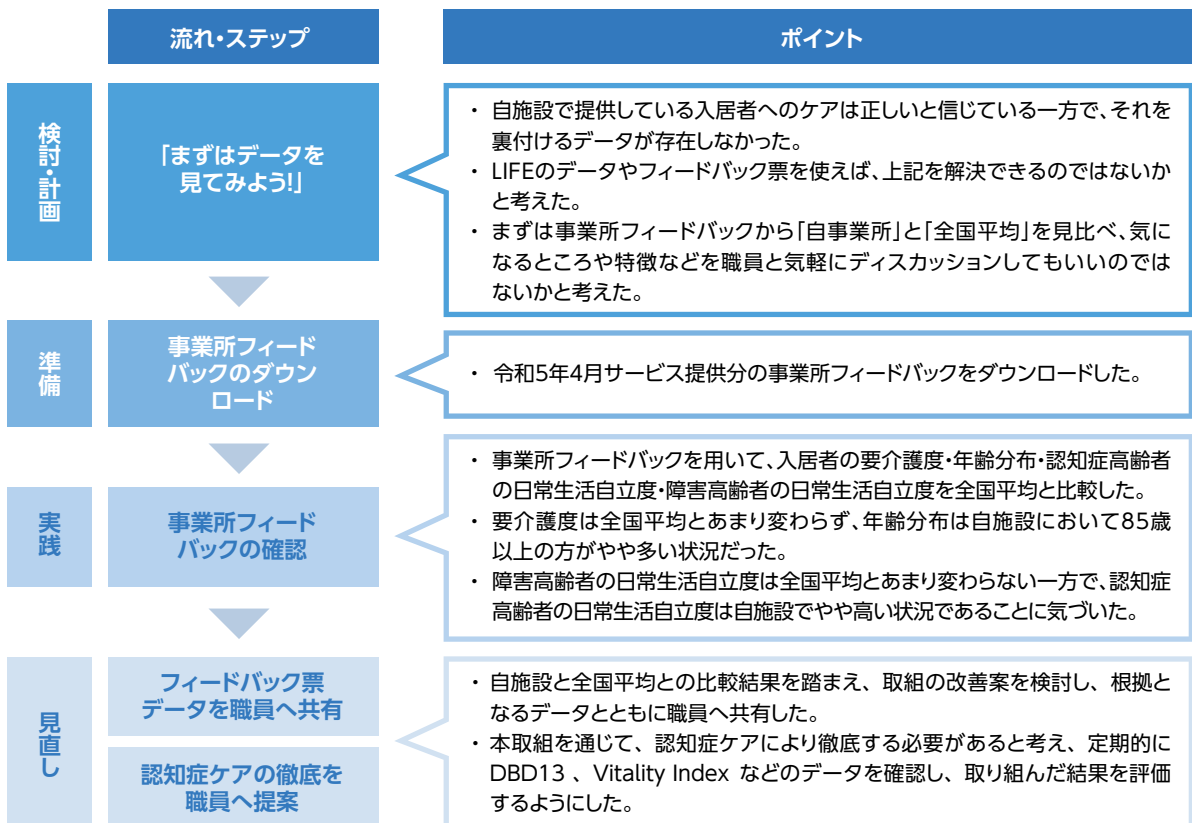 流れ・ステップ
ポイント
検討・計画
「まずはデータを
見てみよう!」
・ 自施設で提供している入居者へのケアは正しいと信じている一方で、それを
裏付けるデータが存在しなかった。
・ LIFEのデータやフィードバック票を使えば、上記を解決できるのではないか
と考えた。
・ まずは事業所フィードバックから「自事業所」と「全国平均」を見比べ、気に
なるところや特徴などを職員と気軽にディスカッションしてもいいのでは
ないかと考えた。
準備
事業所フィード
バックのダウン
ロード
・ 令和5年4月サービス提供分の事業所フィードバックをダウンロードした。
実践
事業所フィード
バックの確認
・ 事業所フィードバックを用いて、入居者の要介護度・年齢分布・認知症高齢者
の日常生活自立度・障害高齢者の日常生活自立度を全国平均と比較した。
・ 要介護度は全国平均とあまり変わらず、年齢分布は自施設において85歳
以上の方がやや多い状況だった。
・ 障害高齢者の日常生活自立度は全国平均とあまり変わらない一方で、認知症
高齢者の日常生活自立度は自施設でやや高い状況であることに気づいた。
見直し
フィードバック票
データを職員へ共有
認知症ケアの徹底を
職員へ提案
・ 自施設と全国平均との比較結果を踏まえ、取組の改善案を検討し、根拠と
なるデータとともに職員へ共有した。
・ 本取組を通じて、認知症ケアにより徹底する必要があると考え、定期的に
DBD13 、Vitality Index などのデータを確認し、取り組んだ結果を評価
するようにした。